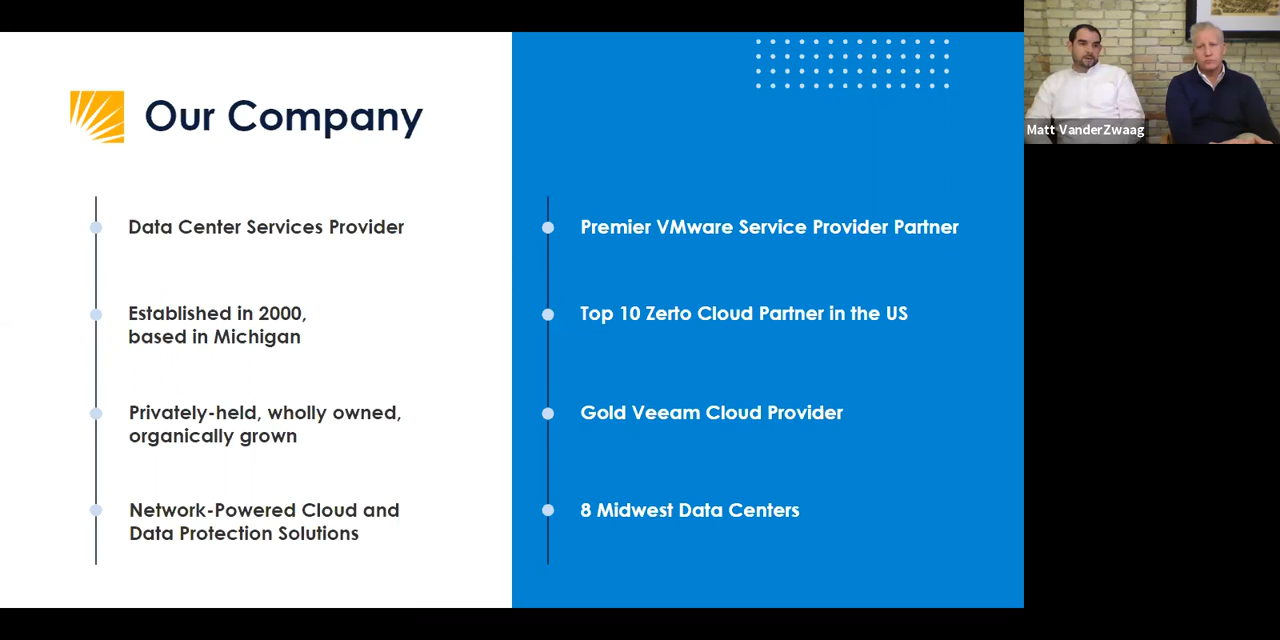 Our Company
Data Center Services Provider
Established in 2000,
based in Michigan
Privately-held, wholly owned,
organically grown
Network-Powered Cloud and
Data Protection Solutions
Premier VMware Service Provider Partner
Top 10 Zerto Cloud Partner in the US
Gold Veeam Cloud Provider
8 Midwest Data Centers
Matt VanderZwaag